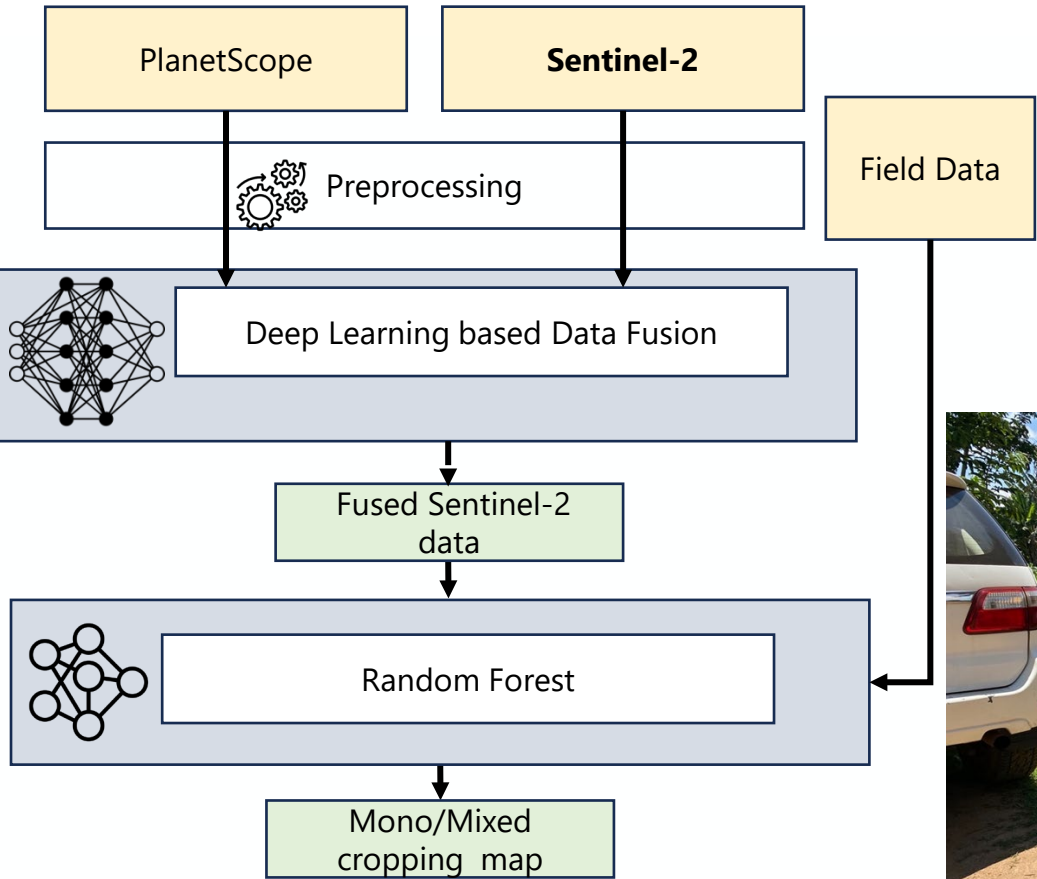 PlanetScope
Sentinel-2
Field Data
Preprocessing
Deep Learning based Data Fusion
Fused Sentinel-2
data
Random Forest
Mono/Mixed
cropping map